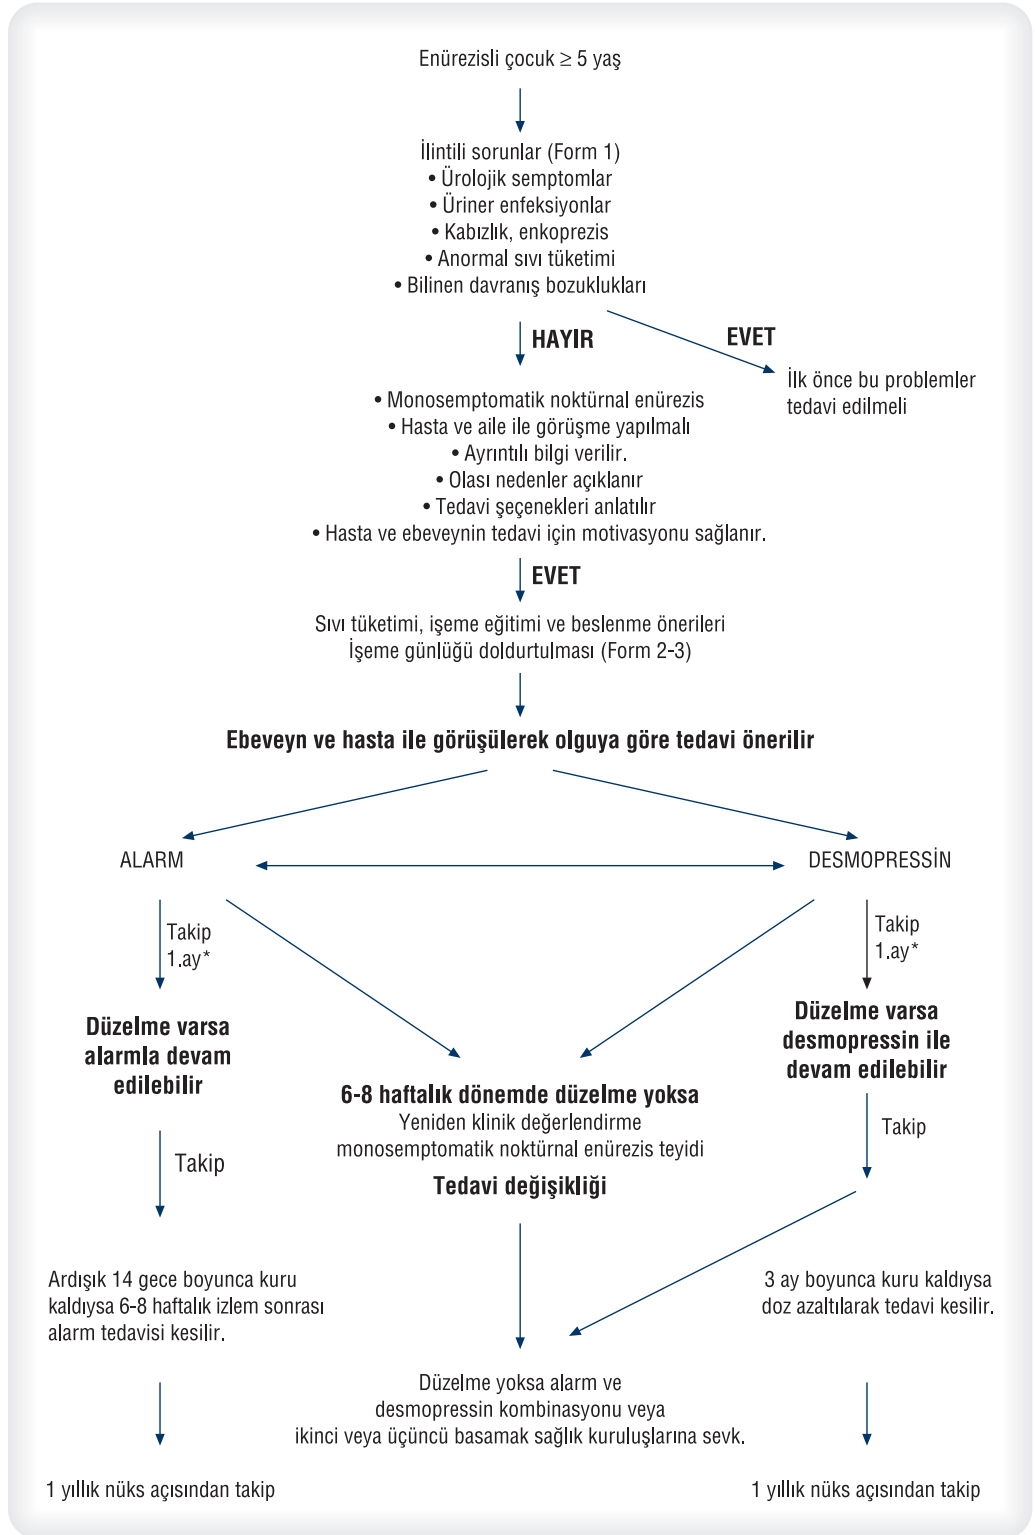 Enürezisli çocuk ≥ 5 yaş
İlintili sorunlar (Form 1)
• Ürolojik semptomlar
• Üriner enfeksiyonlar
• Kabızlık, enkoprezis
• Anormal sıvı tüketimi
• Bilinen davranış bozuklukları
HAYIR
EVET
İlk önce bu problemler
tedavi edilmeli
• Monosemptomatik noktürnal enürezis
• Hasta ve aile ile görüşme yapılmalı
• Ayrıntılı bilgi verilir.
• Olası nedenler açıklanır
• Tedavi şeçenekleri anlatılır
• Hasta ve ebeveynin tedavi için motivasyonu sağlanır.
EVET
Sıvı tüketimi, işeme eğitimi ve beslenme önerileri
İşeme günlüğü doldurtulması (Form 2-3)
Ebeveyn ve hasta ile görüşülerek olguya göre tedavi önerilir
ALARM
DESMOPRESSİN
Takip
1.ay*
Takip
1.ay*
Düzelme varsa
alarmla devam
edilebilir
Düzelme varsa
desmopressin ile
devam edilebilir
6-8 haftalık dönemde düzelme yoksa
Yeniden klinik değerlendirme
monosemptomatik noktürnal enürezis teyidi
Tedavi değişikliği
Takip
Takip
Ardışık 14 gece boyunca kuru
kaldıysa 6-8 haftalık izlem sonrası
alarm tedavisi kesilir.
3 ay boyunca kuru kaldıysa
doz azaltılarak tedavi kesilir.
Düzelme yoksa alarm ve
desmopressin kombinasyonu veya
ikinci veya üçüncü basamak sağlık kuruluşlarına sevk.
1 yıllık nüks açısından takip
1 yıllık nüks açısından takip